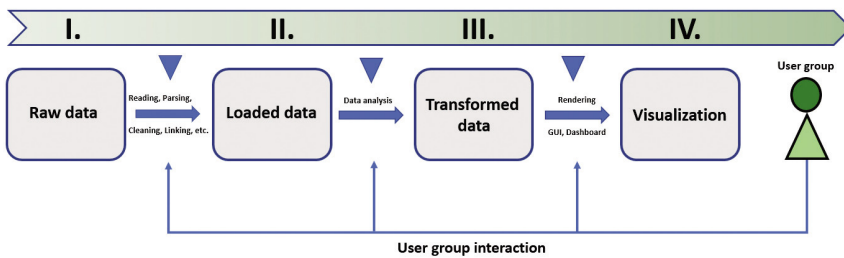 I.
II.
III.
IV.
User group
Raw data
Reading, Parsing,
Cleaning, Linking, etc.
Loaded data
Data analysis
Transformed
data
Rendering
GUI, Dashboard
Visualization
User group interaction